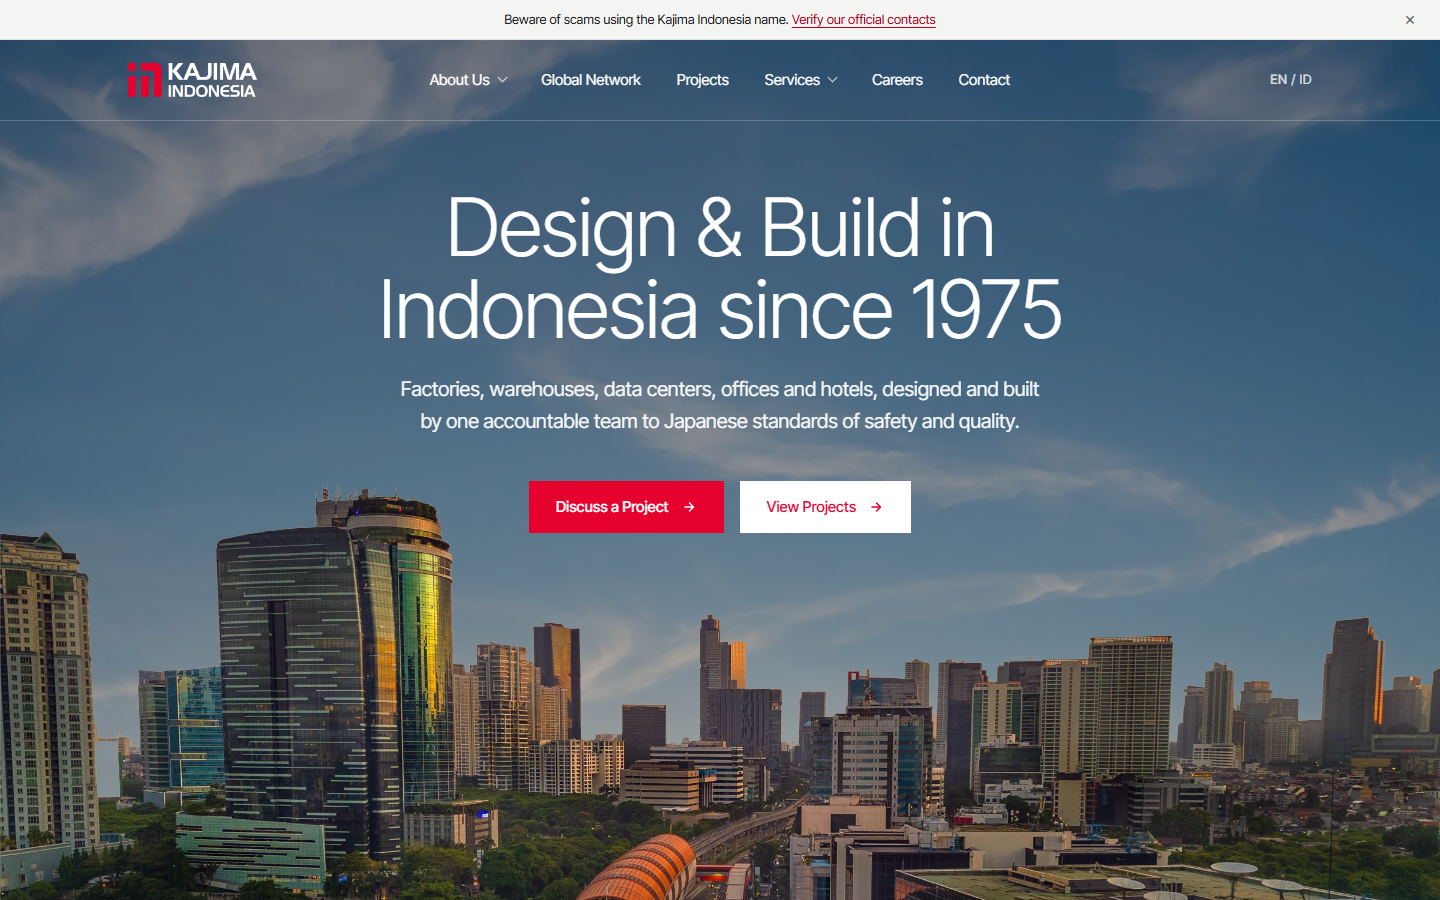 Beware of scams using the Kajima Indonesia name. Verify our official contacts
KAJIMA
INDONESIA
About Us
Global Network
Projects
Services
Careers
Contact
EN / ID
Design & Build in
Indonesia since 1975
Factories, warehouses, data centers, offices and hotels, designed and built
by one accountable team to Japanese standards of safety and quality.
Discuss a Project
View Projects